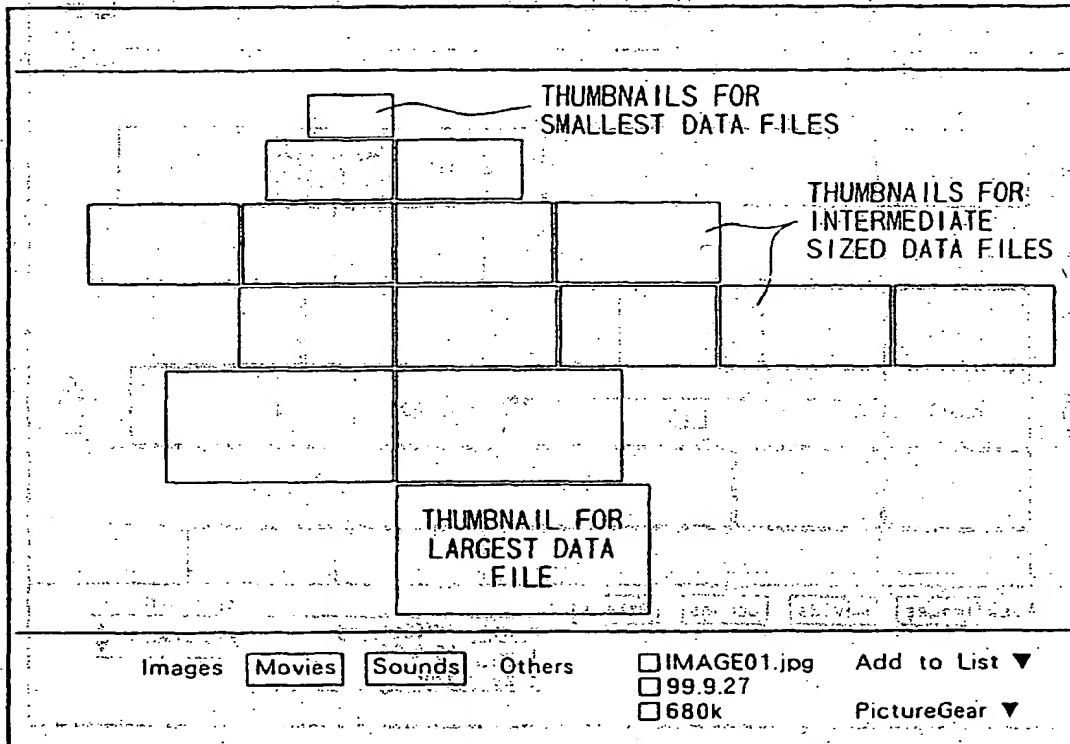 THUMBNAILS FOR
SMALLEST DATA FILES
THUMBNAILS FOR
INTERMEDIATE
SIZED DATA FILES
THUMBNAIL FOR
LARGEST DATA
FILE
Images Movies Sounds Others
IMAGE01.jpg Add to List ▼
99.9.27
680k PictureGear ▼